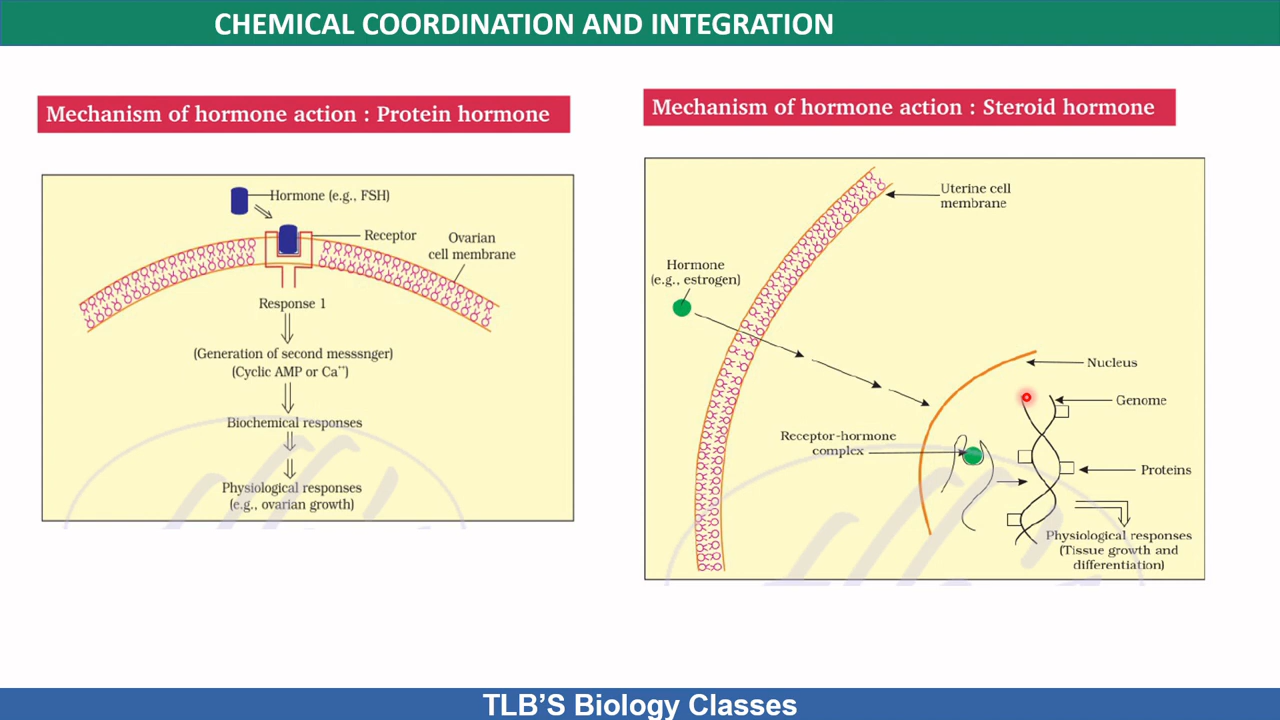 CHEMICAL COORDINATION AND INTEGRATION
Mechanism of hormone action : Protein hormone
Hormone (e.g., FSH)
Receptor
Ovarian
cell membrane
Response 1
(Generation of second messsnger)
(Cyclic AMP or Ca⁺⁺)
Biochemical responses
Physiological responses
(e.g., ovarian growth)
Mechanism of hormone action : Steroid hormone
Uterine cell
membrane
Hormone
(e.g., estrogen)
Nucleus
Genome
Receptor-hormone
complex
Proteins
Physiological responses
(Tissue growth and
differentiation)
TLB'S Biology Classes